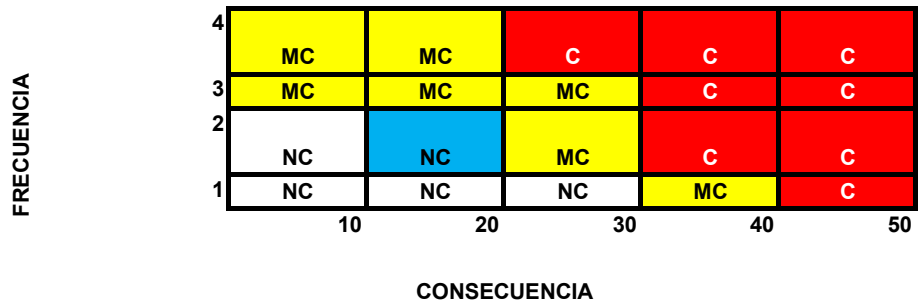 4
MC MC C C C
3 MC MC MC C C
2
NC NC MC C C
1 NC NC NC MC C
10 20 30 40 50
FRECUENCIA
CONSECUENCIA